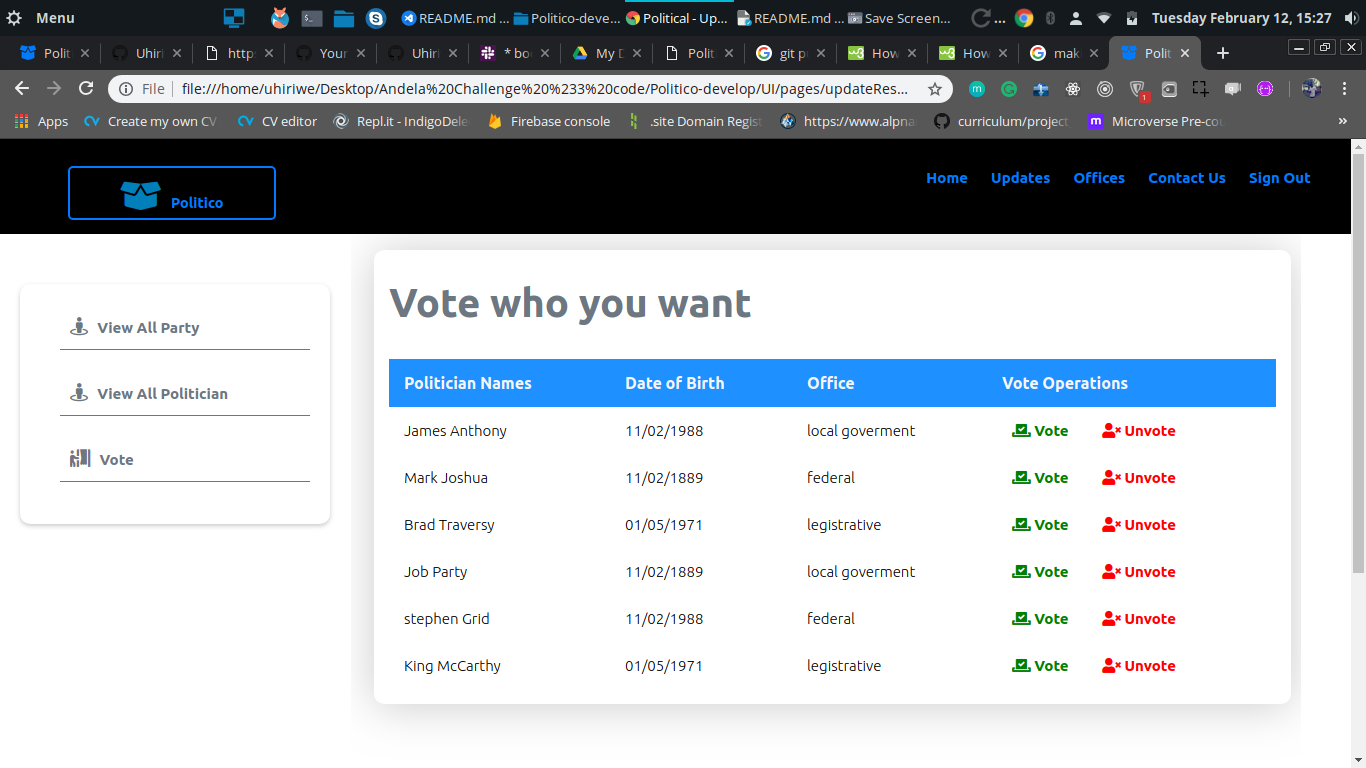 Menu README.md ... Politico-deve... Political - Up... README.md ... Save Screen... ... Tuesday February 12, 15:27
Polit Uhiri http: Your Uhiri * bo My D Polit git p How How mak Polit
File file:///home/uhiriwe/Desktop/Andela%20Challenge%20%233%20code/Politico-develop/UI/pages/updateRes...
Apps Create my own CV CV editor Repl.it - IndigoDele Firebase console .site Domain Regist https://www.alpna curriculum/project Microverse Pre-cou »
Politico Home Updates Offices Contact Us Sign Out
View All Party
View All Politician
Vote
Vote who you want
Politician Names Date of Birth Office Vote Operations
James Anthony 11/02/1988 local goverment Vote Unvote
Mark Joshua 11/02/1889 federal Vote Unvote
Brad Traversy 01/05/1971 legistrative Vote Unvote
Job Party 11/02/1889 local goverment Vote Unvote
stephen Grid 11/02/1988 federal Vote Unvote
King McCarthy 01/05/1971 legistrative Vote Unvote